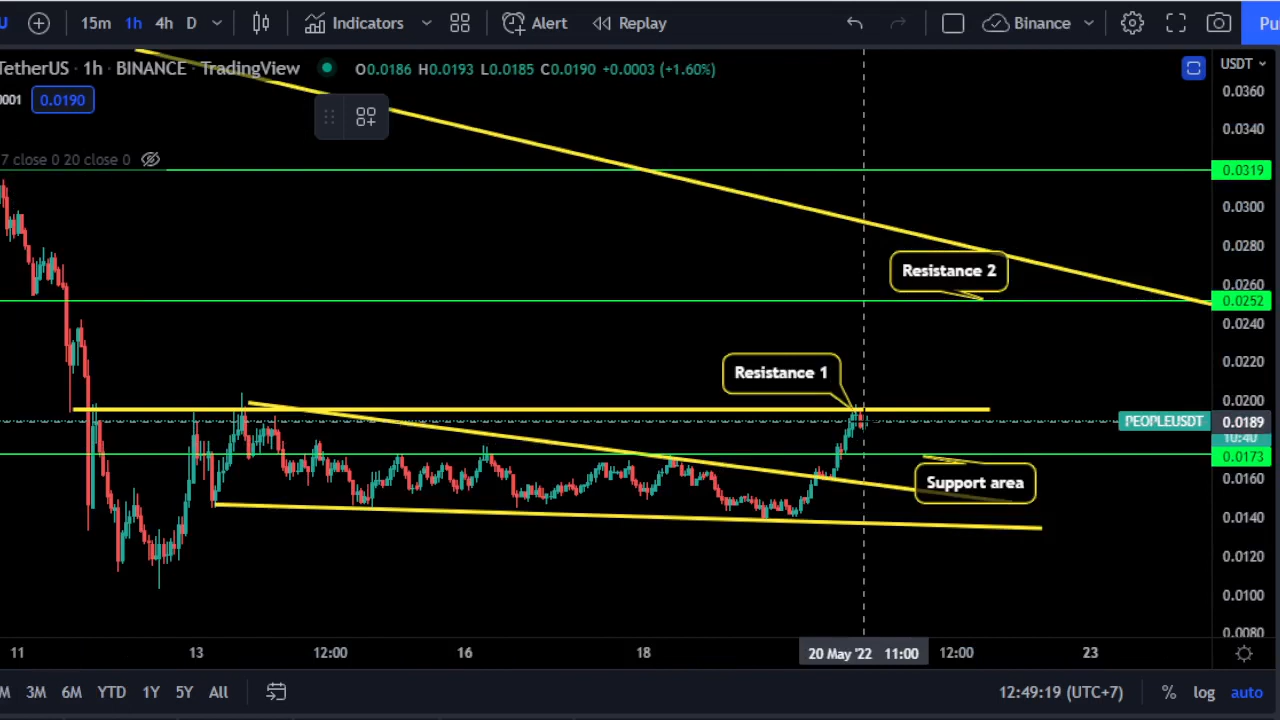 U 15m 1h 4h D Indicators Alert Replay Binance Pu
TetherUS · 1h · BINANCE · TradingView O0.0186 H0.0193 L0.0185 C0.0190 +0.0003 (+1.60%) USDT
0001 0.0190
0.0360
0.0340
7 close 0 20 close 0
0.0319
0.0300
0.0280
Resistance 2
0.0260
0.0252
0.0240
0.0220
Resistance 1
0.0200
PEOPLEUSDT 0.0189
10:40
0.0173
Support area
0.0160
0.0140
0.0120
0.0100
0.0080
11 13 12:00 16 18 20 May '22 11:00 12:00 23
M 3M 6M YTD 1Y 5Y All 12:49:19 (UTC+7) % log auto